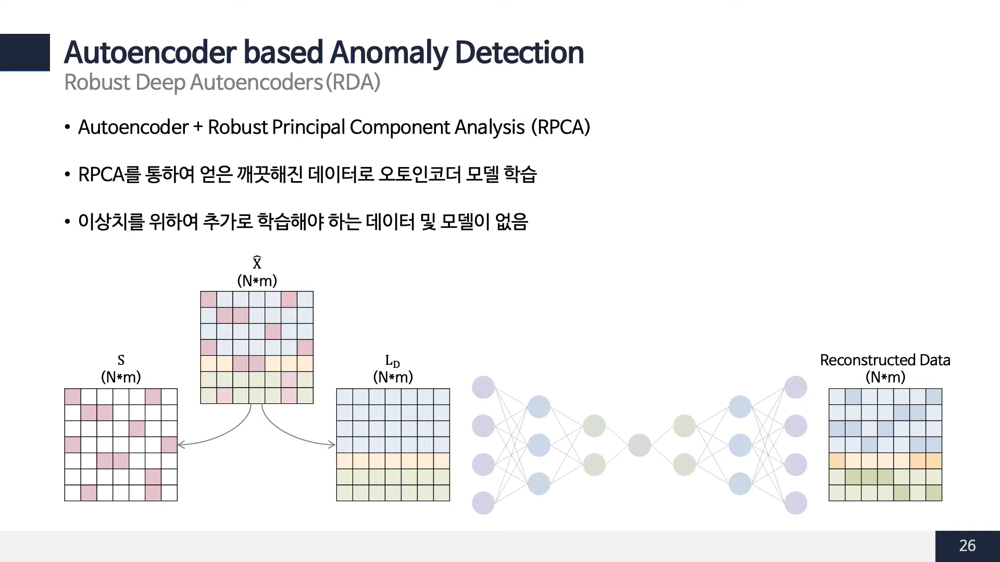 Autoencoder based Anomaly Detection
Robust Deep Autoencoders(RDA)
• Autoencoder + Robust Principal Component Analysis (RPCA)
• RPCA를 통하여 얻은 깨끗해진 데이터로 오토인코더 모델 학습
• 이상치를 위하여 추가로 학습해야 하는 데이터 및 모델이 없음
X̂
(N*m)
S
(N*m)
L_D
(N*m)
Reconstructed Data
(N*m)
26